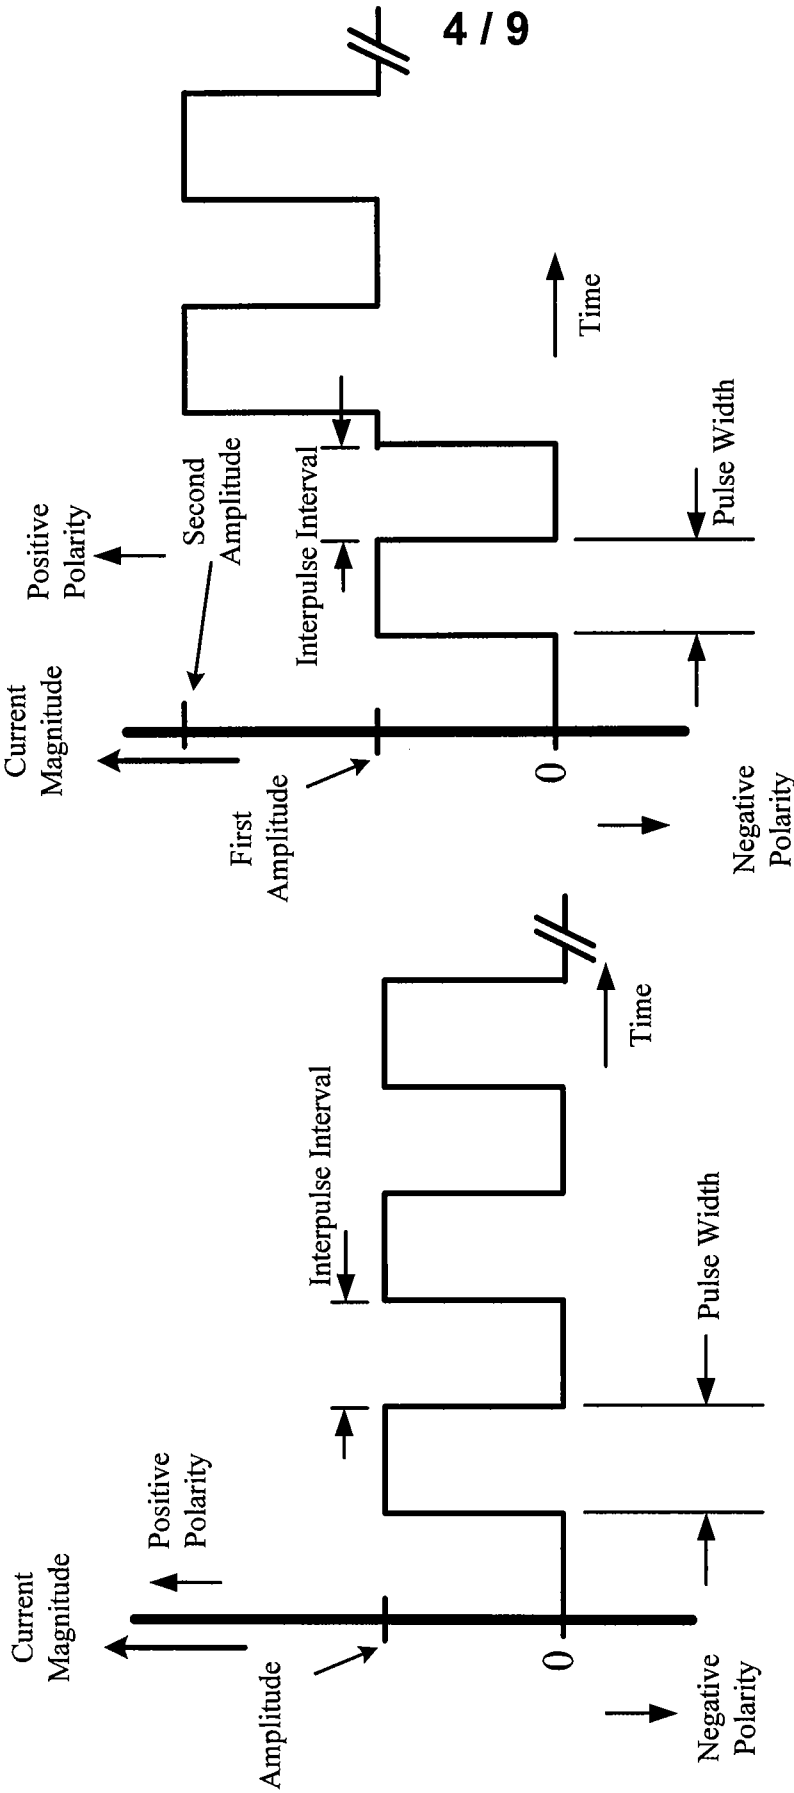 4 / 9
Current
Magnitude
Positive
Polarity
Amplitude
0
Negative
Polarity
Interpulse Interval
Pulse Width
Time
Current
Magnitude
Positive
Polarity
Second
Amplitude
First
Amplitude
0
Negative
Polarity
Interpulse Interval
Pulse Width
Time